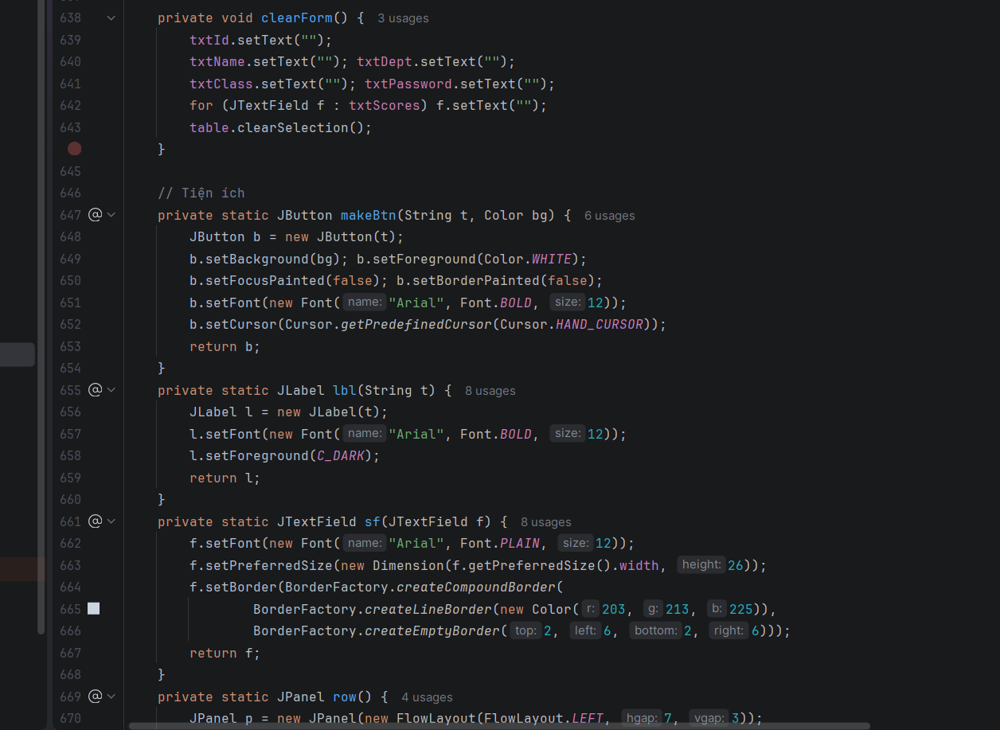 638 private void clearForm() { 3 usages
639 txtId.setText("");
640 txtName.setText(""); txtDept.setText("");
641 txtClass.setText(""); txtPassword.setText("");
642 for (JTextField f : txtScores) f.setText("");
643 table.clearSelection();
}
645
646 // Tiện ích
647 @ private static JButton makeBtn(String t, Color bg) { 6 usages
648 JButton b = new JButton(t);
649 b.setBackground(bg); b.setForeground(Color.WHITE);
650 b.setFocusPainted(false); b.setBorderPainted(false);
651 b.setFont(new Font( name: "Arial", Font.BOLD, size: 12));
652 b.setCursor(Cursor.getPredefinedCursor(Cursor.HAND_CURSOR));
653 return b;
654 }
655 @ private static JLabel lbl(String t) { 8 usages
656 JLabel l = new JLabel(t);
657 l.setFont(new Font( name: "Arial", Font.BOLD, size: 12));
658 l.setForeground(C_DARK);
659 return l;
660 }
661 @ private static JTextField sf(JTextField f) { 8 usages
662 f.setFont(new Font( name: "Arial", Font.PLAIN, size: 12));
663 f.setPreferredSize(new Dimension(f.getPreferredSize().width, height: 26));
664 f.setBorder(BorderFactory.createCompoundBorder(
665 BorderFactory.createLineBorder(new Color( r: 203, g: 213, b: 225)),
666 BorderFactory.createEmptyBorder( top: 2, left: 6, bottom: 2, right: 6)));
667 return f;
668 }
669 @ private static JPanel row() { 4 usages
670 JPanel p = new JPanel(new FlowLayout(FlowLayout.LEFT, hgap: 7, vgap: 3));